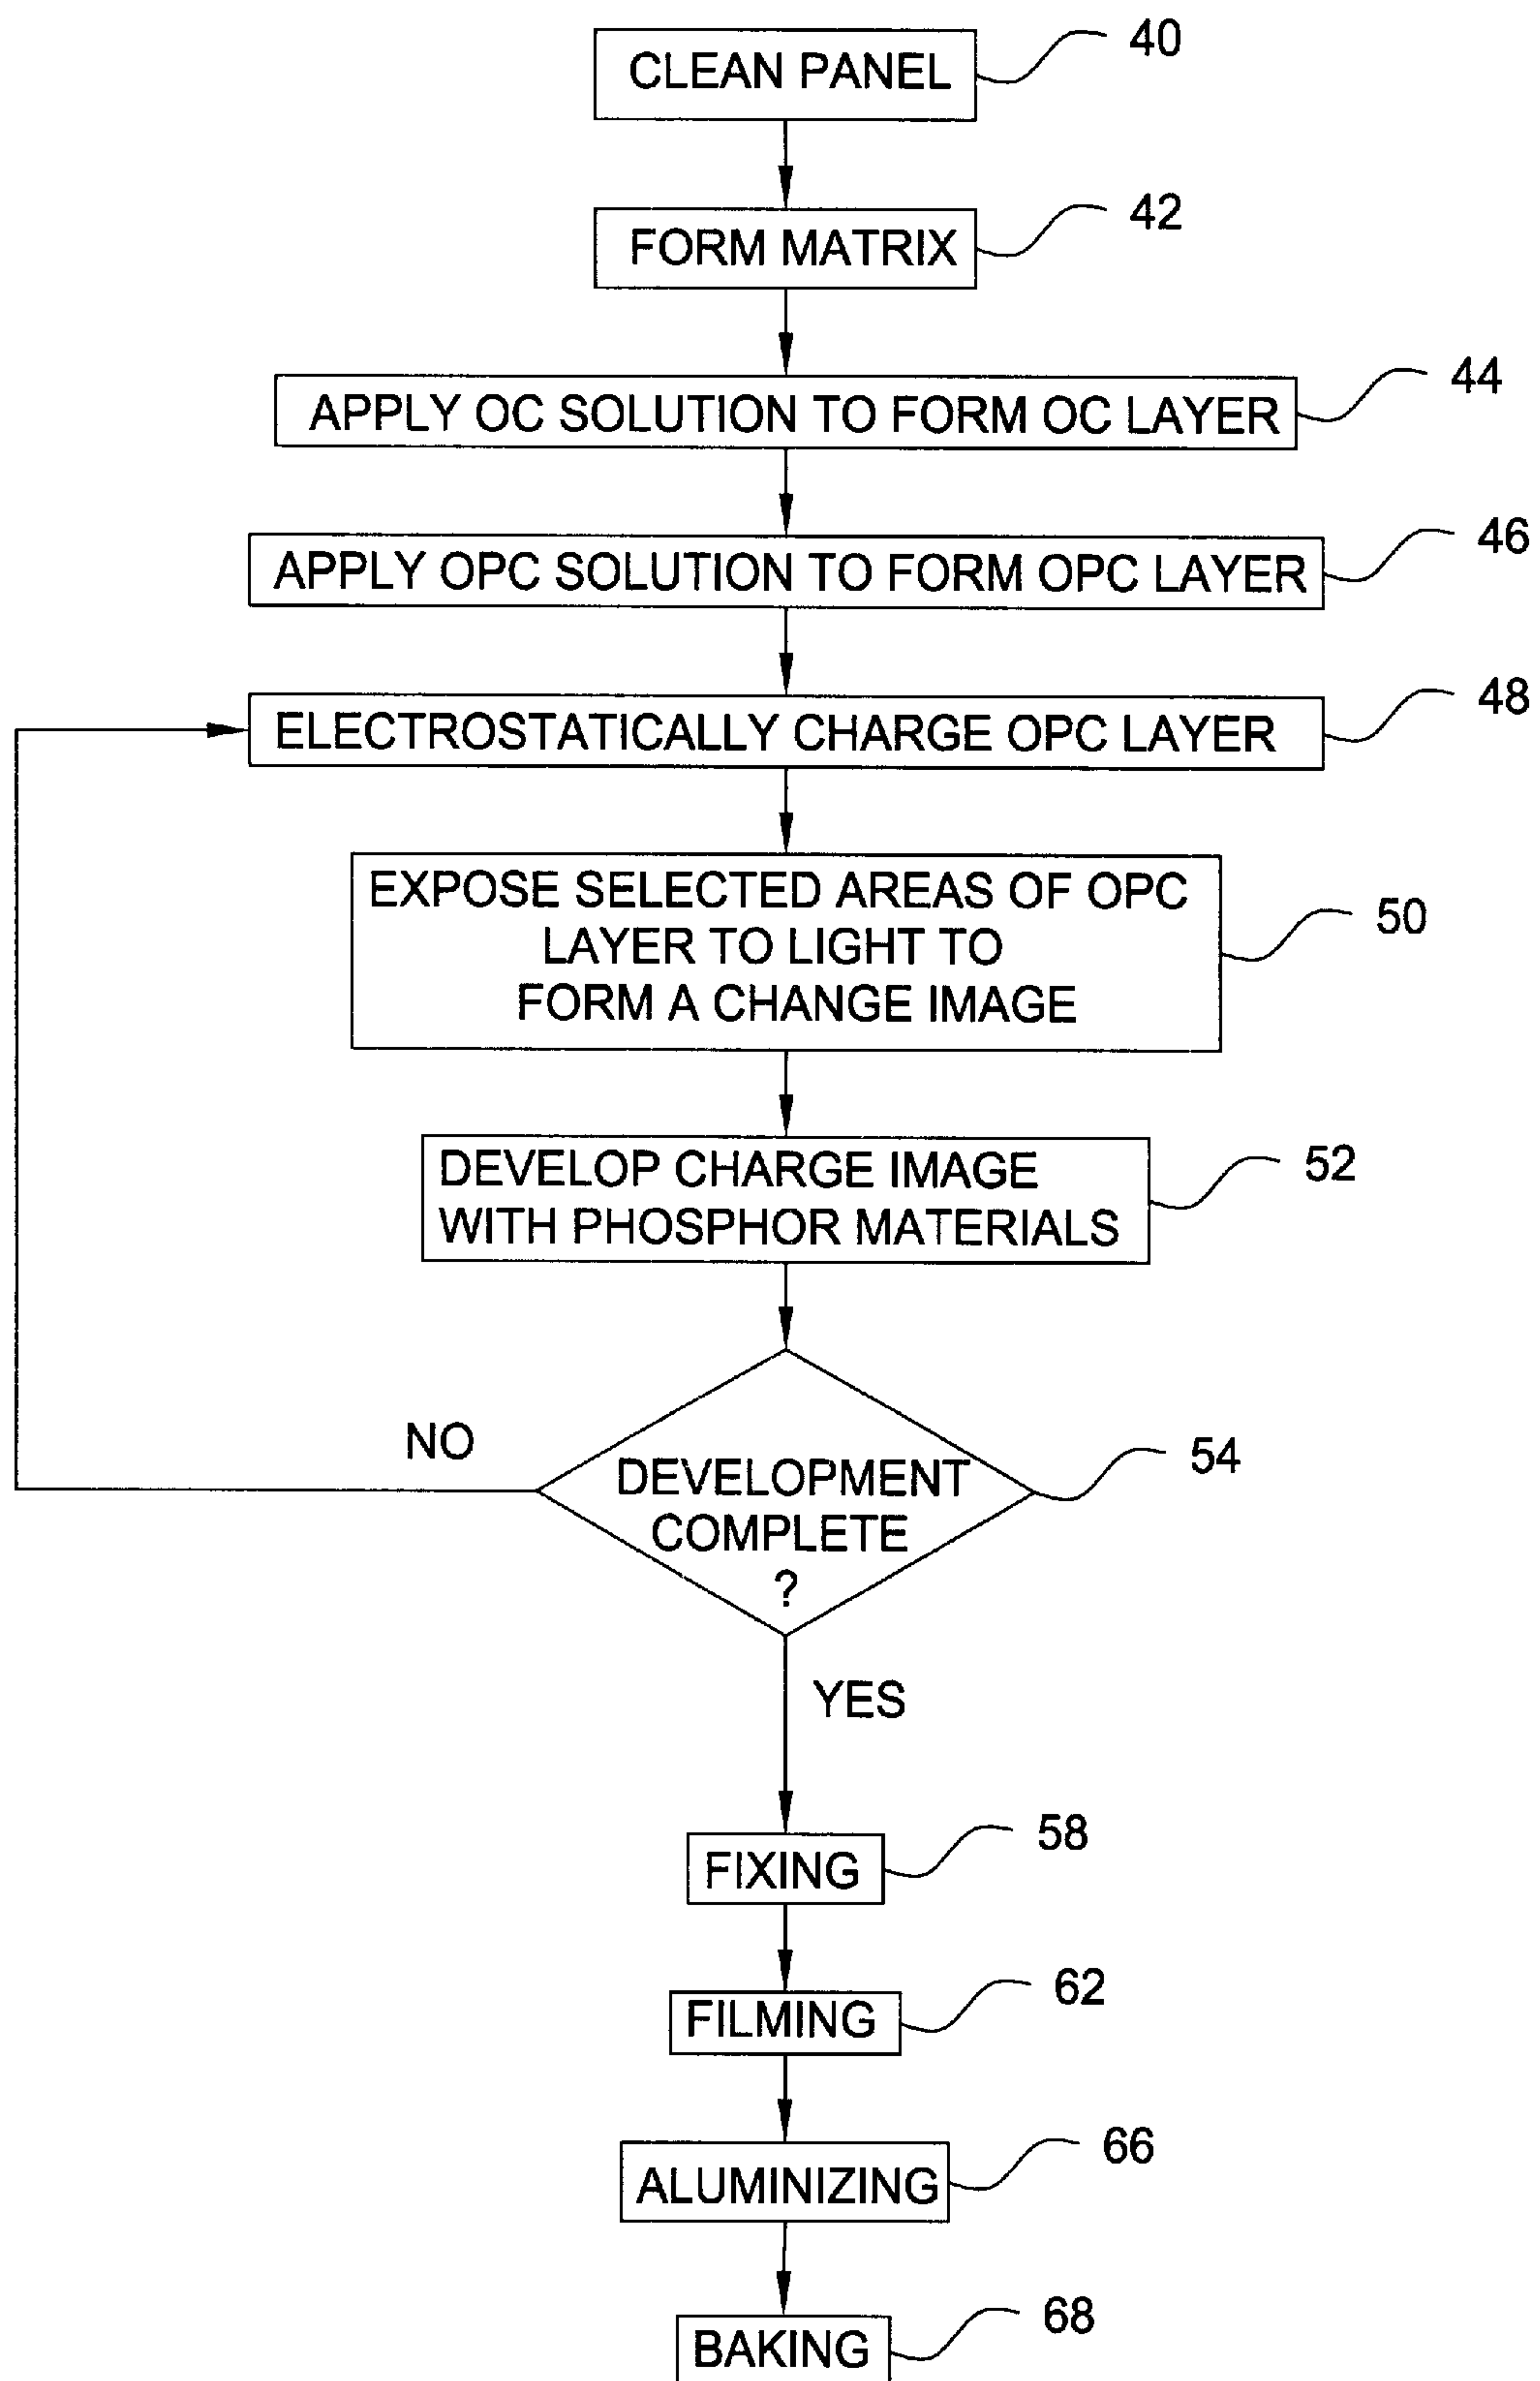 CLEAN PANEL
40
FORM MATRIX
42
APPLY OC SOLUTION TO FORM OC LAYER
44
APPLY OPC SOLUTION TO FORM OPC LAYER
46
ELECTROSTATICALLY CHARGE OPC LAYER
48
EXPOSE SELECTED AREAS OF OPC
LAYER TO LIGHT TO
FORM A CHANGE IMAGE
50
DEVELOP CHARGE IMAGE
WITH PHOSPHOR MATERIALS
52
NO
DEVELOPMENT
COMPLETE
?
54
YES
FIXING
58
FILMING
62
ALUMINIZING
66
BAKING
68